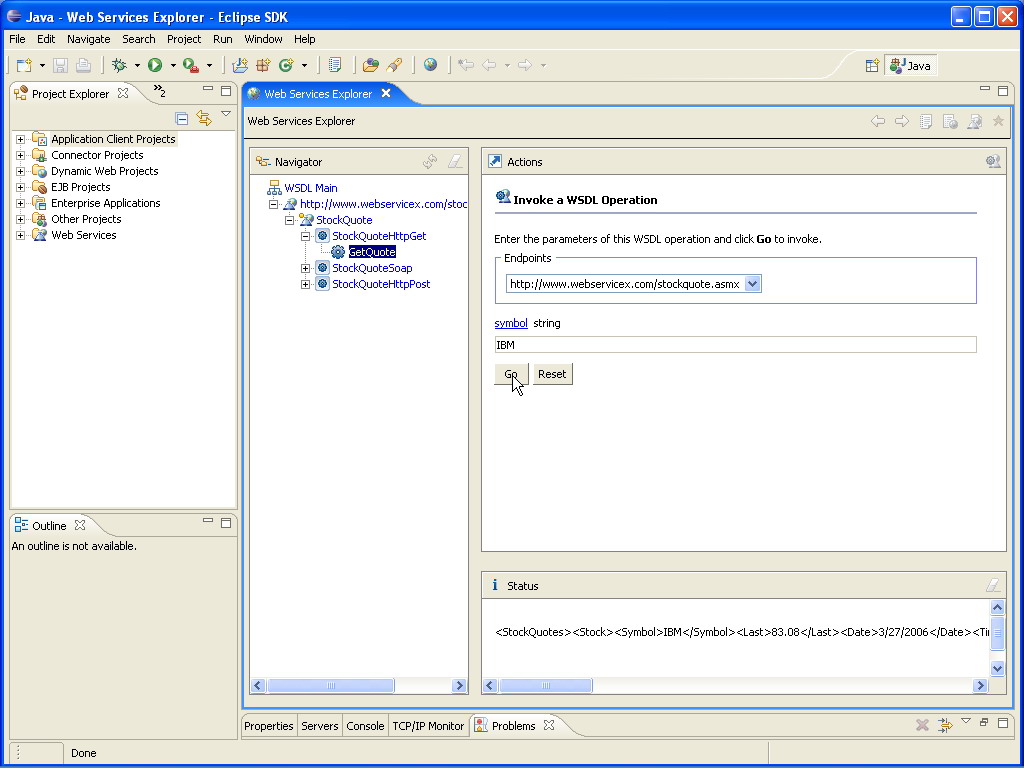 Java - Web Services Explorer - Eclipse SDK
File Edit Navigate Search Project Run Window Help
Java
Project Explorer
2
Application Client Projects
Connector Projects
Dynamic Web Projects
EJB Projects
Enterprise Applications
Other Projects
Web Services
Outline
An outline is not available.
Web Services Explorer
Web Services Explorer
Navigator
WSDL Main
http://www.webservicex.com/stoc
StockQuote
StockQuoteHttpGet
GetQuote
StockQuoteSoap
StockQuoteHttpPost
Actions
Invoke a WSDL Operation
Enter the parameters of this WSDL operation and click Go to invoke.
Endpoints
http://www.webservicex.com/stockquote.asmx
symbol string
IBM
Go Reset
i Status
<StockQuotes><Stock><Symbol>IBM</Symbol><Last>83.08</Last><Date>3/27/2006</Date><Ti
Properties Servers Console TCP/IP Monitor Problems
Done